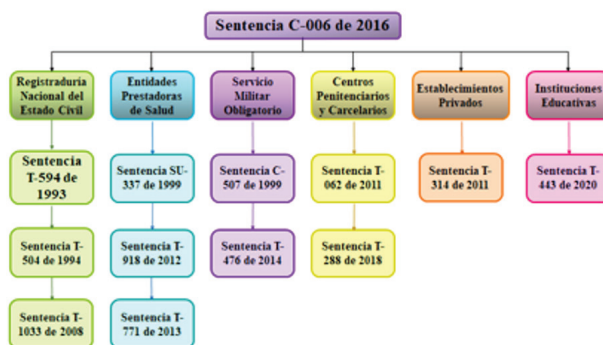 Sentencia C-006 de 2016
Registraduría
Nacional del
Estado Civil
Entidades
Prestadoras
de Salud
Servicio
Militar
Obligatorio
Centros
Penitenciarios
y Carcelarios
Establecimientos
Privados
Instituciones
Educativas
Sentencia
T-594 de
1993
Sentencia SU-
337 de 1999
Sentencia C-
507 de 1999
Sentencia T-
062 de 2011
Sentencia T-
314 de 2011
Sentencia T-
443 de 2020
Sentencia T-
504 de 1994
Sentencia T-
918 de 2012
Sentencia T-
476 de 2014
Sentencia T-
288 de 2018
Sentencia T-
1033 de 2008
Sentencia T-
771 de 2013